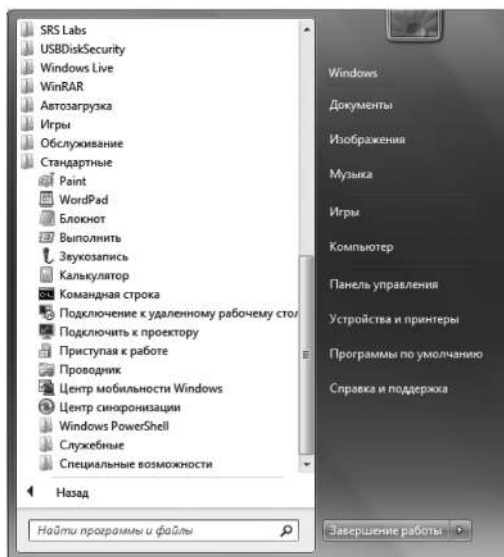 SRS Labs
USBDiskSecurity
Windows Live
WinRAR
Автозагрузка
Игры
Обслуживание
Стандартные
Paint
WordPad
Блокнот
Выполнить
Звукозапись
Калькулятор
Командная строка
Подключение к удаленному рабочему стол
Подключить к проектору
Приступая к работе
Проводник
Центр мобильности Windows
Центр синхронизации
Windows PowerShell
Служебные
Специальные возможности
Назад
Найти программы и файлы
Windows
Документы
Изображения
Музыка
Игры
Компьютер
Панель управления
Устройства и принтеры
Программы по умолчанию
Справка и поддержка
Завершение работы